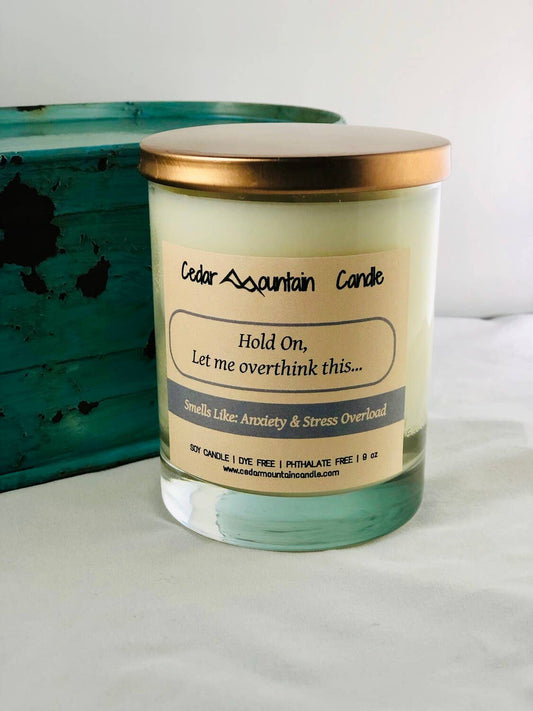 Cedar Mountain Candle
Hold On,
Let me overthink this...
Smells Like: Anxiety & Stress Overload
SOY CANDLE | DYE FREE | PHTHALATE FREE | 9 oz
www.cedarmountaincandle.com